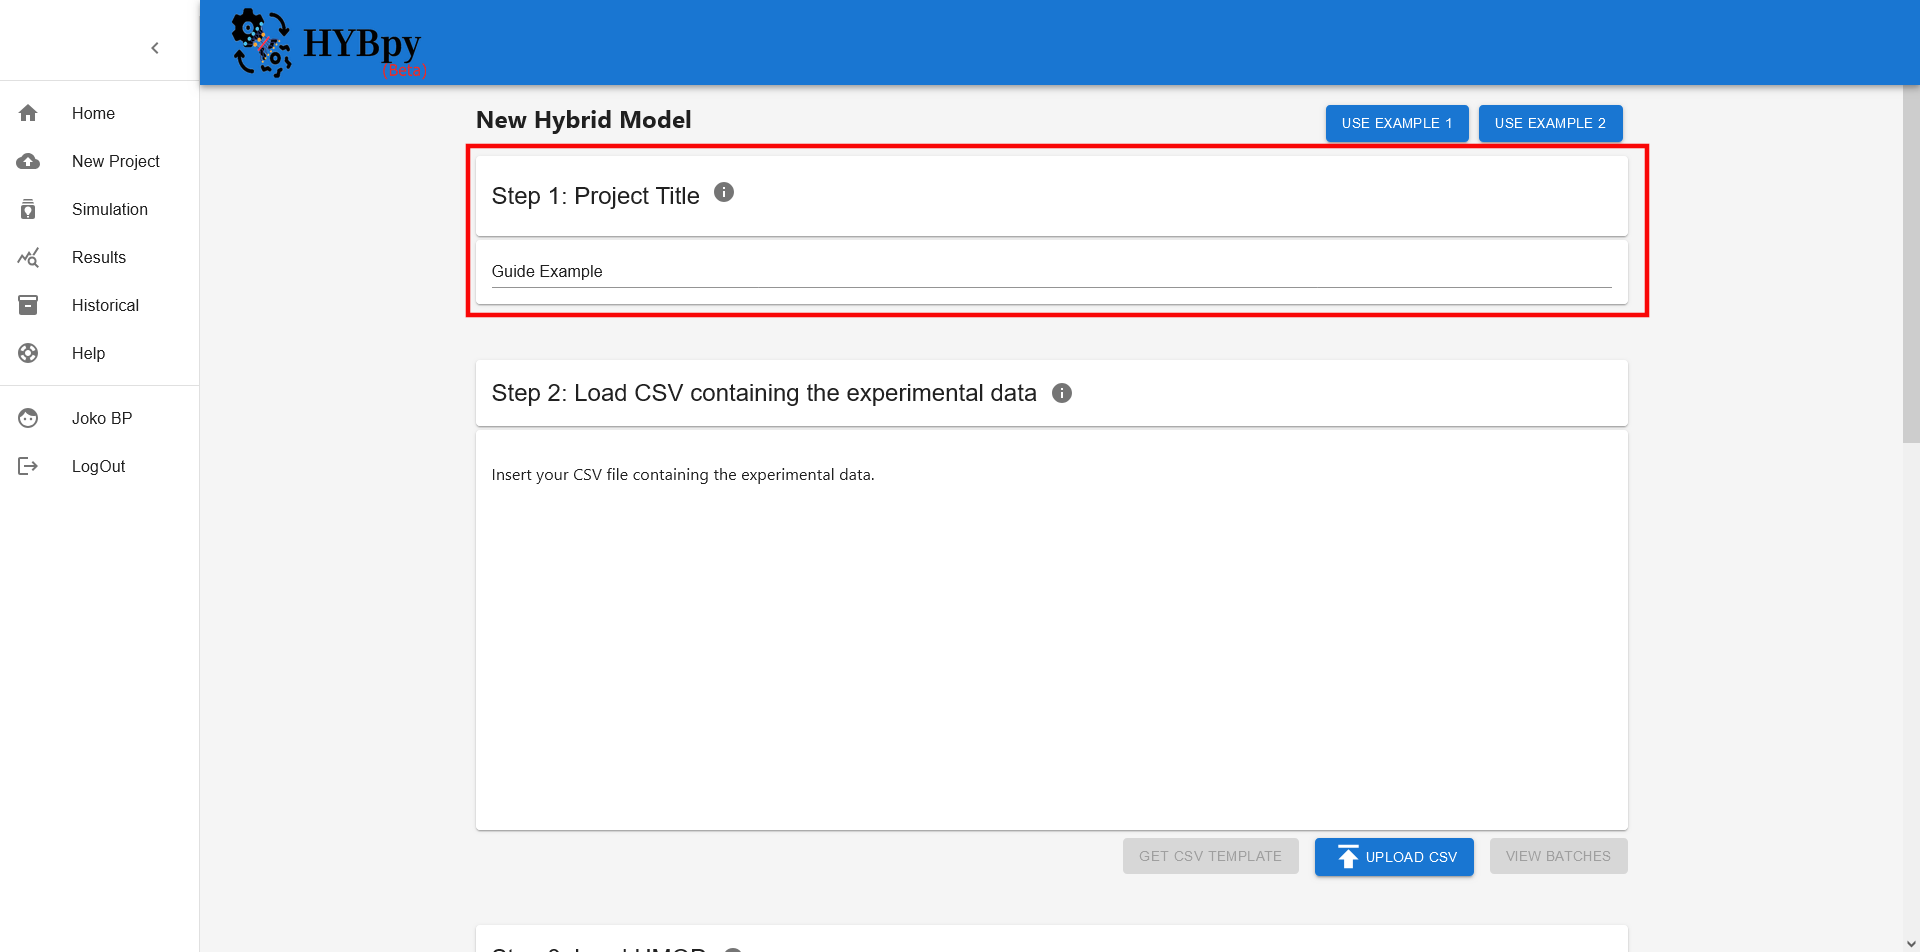 HYBpy
(Beta)
Home
New Project
Simulation
Results
Historical
Help
Joko BP
LogOut
New Hybrid Model
USE EXAMPLE 1
USE EXAMPLE 2
Step 1: Project Title
Guide Example
Step 2: Load CSV containing the experimental data
Insert your CSV file containing the experimental data.
GET CSV TEMPLATE
UPLOAD CSV
VIEW BATCHES